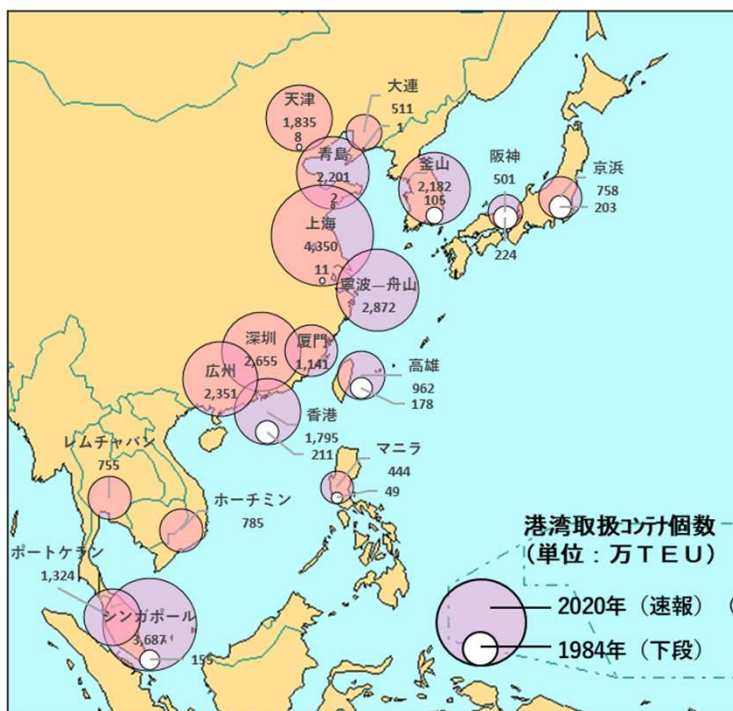 大連
511
1
天津
1,835
8
青島
2,201
2
釜山
2,182
105
阪神
501
224
京浜
758
203
上海
4,350
11
寧波―舟山
2,872
深圳
2,655
厦門
1,141
広州
2,351
高雄
962
178
香港
1,795
211
レムチャバン
755
マニラ
444
49
ホーチミン
785
ポートケラン
1,324
シンガポール
3,687
155
港湾取扱コンテナ個数
（単位：万ＴＥＵ）
2020年（速報）（
1984年（下段）